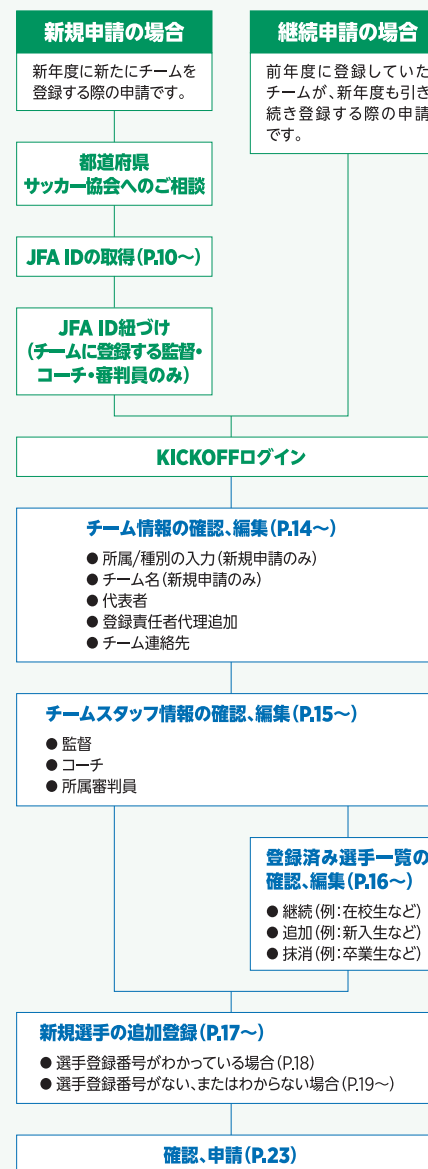 新規申請の場合
新年度に新たにチームを
登録する際の申請です。
継続申請の場合
前年度に登録していた
チームが、新年度も引き
続き登録する際の申請
です。
都道府県
サッカー協会へのご相談
JFA IDの取得(P.10〜)
JFA ID紐づけ
(チームに登録する監督・
コーチ・審判員のみ)
KICKOFFログイン
チーム情報の確認、編集(P.14〜)
● 所属/種別の入力(新規申請のみ)
● チーム名(新規申請のみ)
● 代表者
● 登録責任者代理追加
● チーム連絡先
チームスタッフ情報の確認、編集(P.15〜)
● 監督
● コーチ
● 所属審判員
登録済み選手一覧の
確認、編集(P.16〜)
● 継続(例:在校生など)
● 追加(例:新入生など)
● 抹消(例:卒業生など)
新規選手の追加登録(P.17〜)
● 選手登録番号がわかっている場合(P.18)
● 選手登録番号がない、またはわからない場合(P.19〜)
確認、申請(P.23)